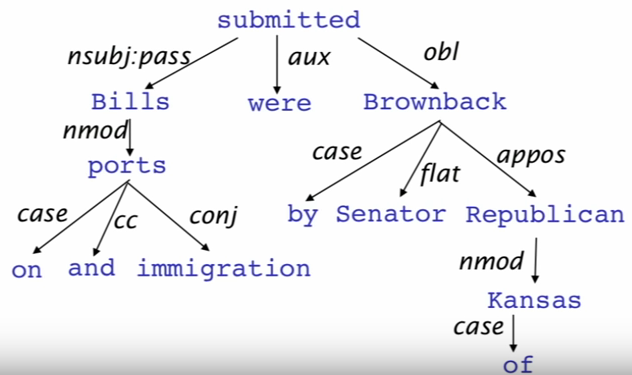 submitted
nsubj:pass aux obl
Bills were Brownback
nmod
ports case flat appos
case cc conj by Senator Republican
on and immigration nmod
Kansas
case
of